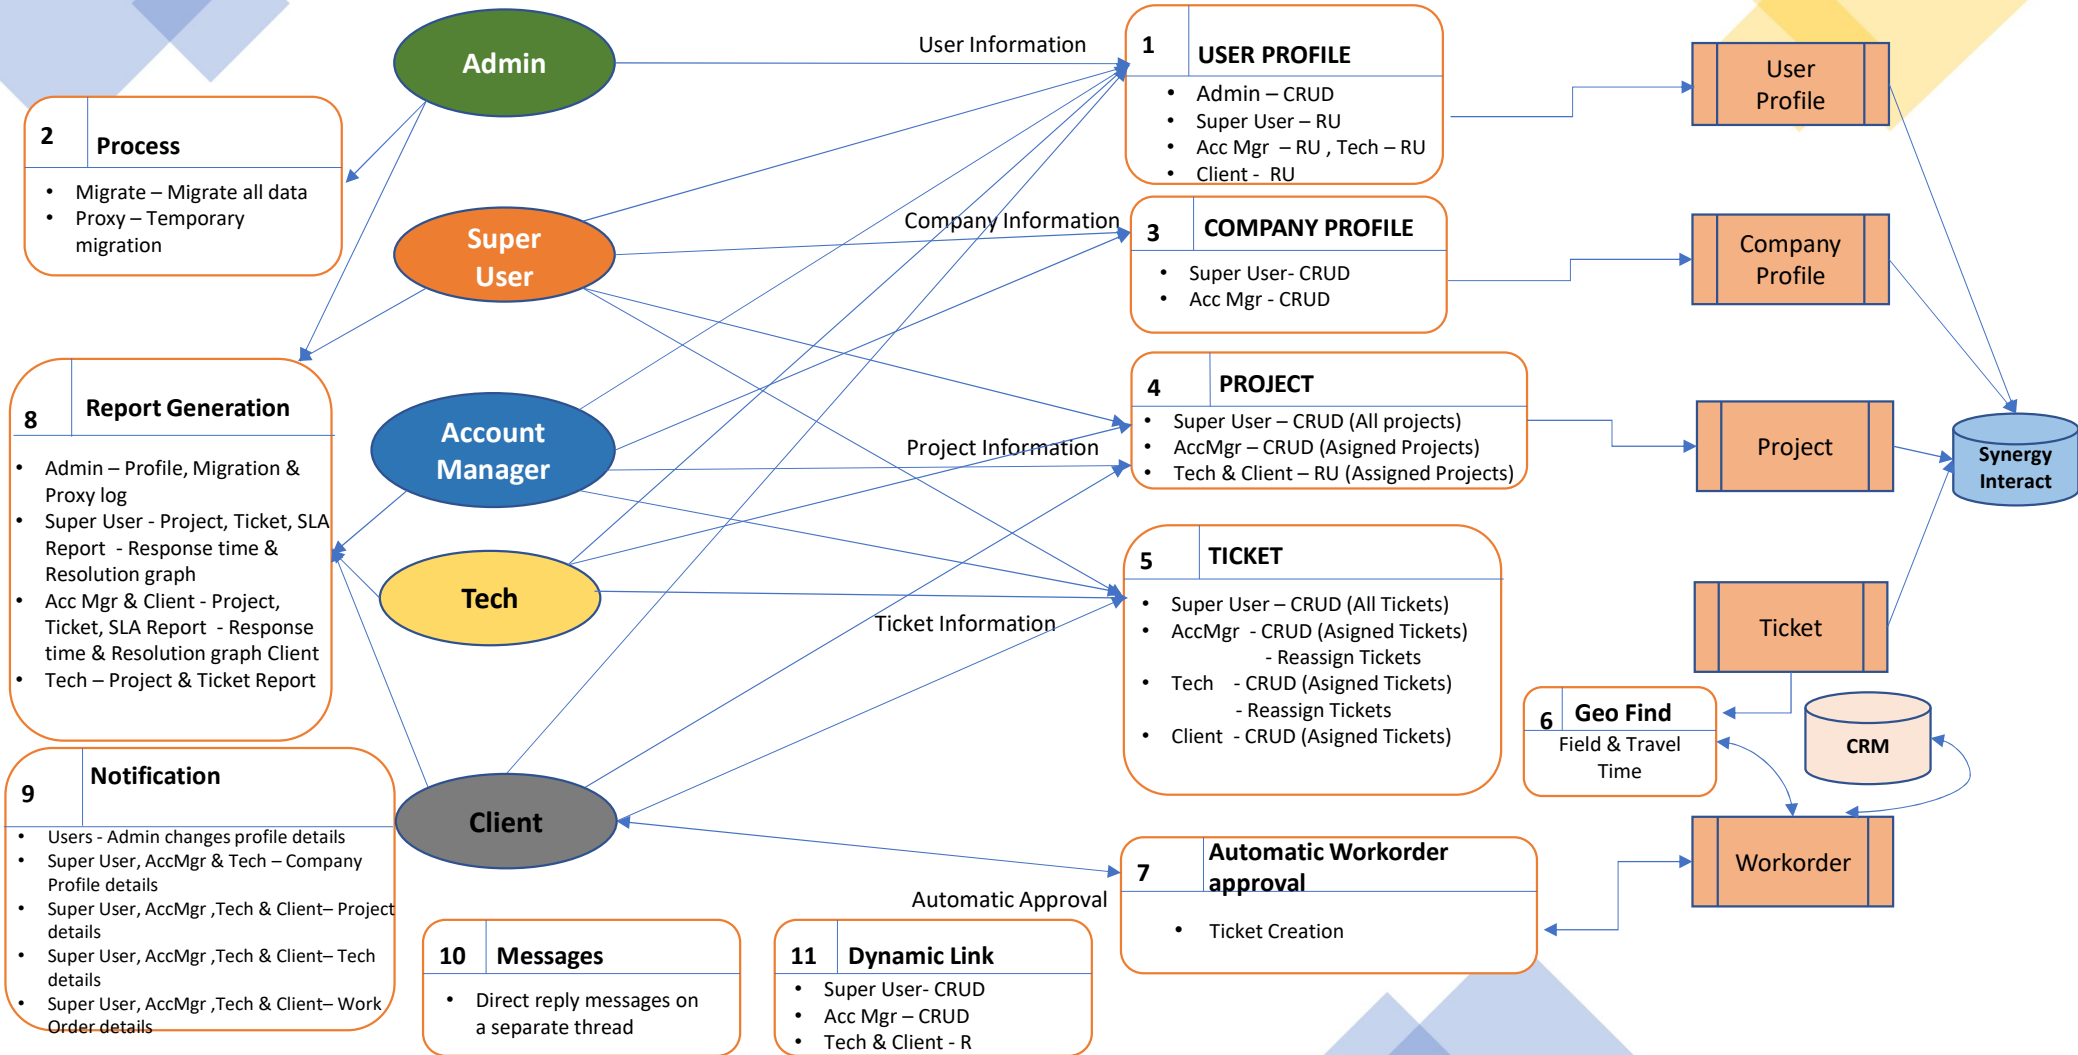 Admin
Super
User
Account
Manager
Tech
Client
User Information
Company Information
Project Information
Ticket Information
Automatic Approval
2
Process
• Migrate – Migrate all data
• Proxy – Temporary
migration
8
Report Generation
• Admin – Profile, Migration &
Proxy log
• Super User - Project, Ticket, SLA
Report - Response time &
Resolution graph
• Acc Mgr & Client - Project,
Ticket, SLA Report - Response
time & Resolution graph Client
• Tech – Project & Ticket Report
9
Notification
• Users - Admin changes profile details
• Super User, AccMgr & Tech – Company
Profile details
• Super User, AccMgr ,Tech & Client– Project
details
• Super User, AccMgr ,Tech & Client– Tech
details
• Super User, AccMgr ,Tech & Client– Work
Order details
10
Messages
• Direct reply messages on
a separate thread
11
Dynamic Link
• Super User- CRUD
• Acc Mgr – CRUD
• Tech & Client - R
1
USER PROFILE
• Admin – CRUD
• Super User – RU
• Acc Mgr – RU , Tech – RU
• Client - RU
3
COMPANY PROFILE
• Super User- CRUD
• Acc Mgr - CRUD
4
PROJECT
• Super User – CRUD (All projects)
• AccMgr – CRUD (Asigned Projects)
• Tech & Client – RU (Assigned Projects)
5
TICKET
• Super User – CRUD (All Tickets)
• AccMgr - CRUD (Asigned Tickets)
- Reassign Tickets
• Tech - CRUD (Asigned Tickets)
- Reassign Tickets
• Client - CRUD (Asigned Tickets)
7
Automatic Workorder
approval
• Ticket Creation
6
Geo Find
Field & Travel
Time
User
Profile
Company
Profile
Project
Ticket
Workorder
CRM
Synergy
Interact